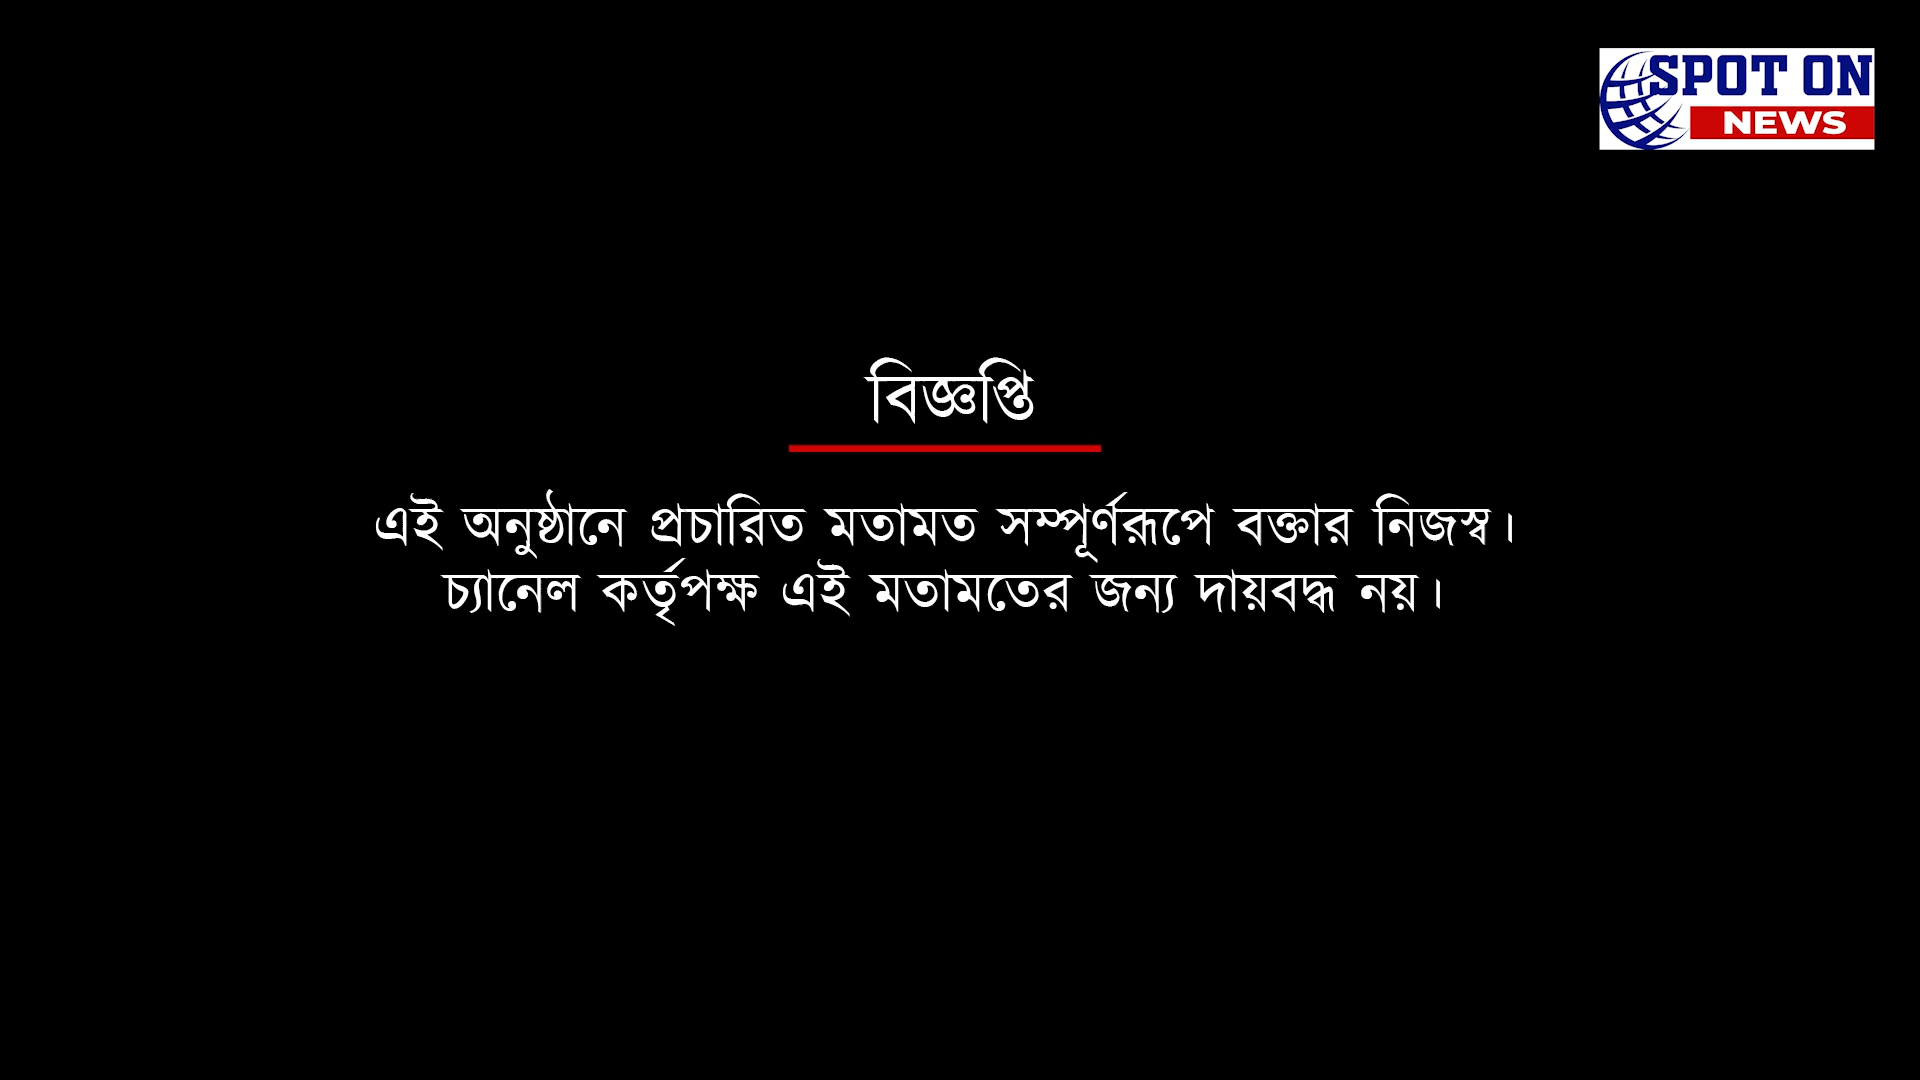 SPOT ON
NEWS
বিজ্ঞপ্তি
এই অনুষ্ঠানে প্রচারিত মতামত সম্পূর্ণরূপে বক্তার নিজস্ব।
চ্যানেল কর্তৃপক্ষ এই মতামতের জন্য দায়বদ্ধ নয়।